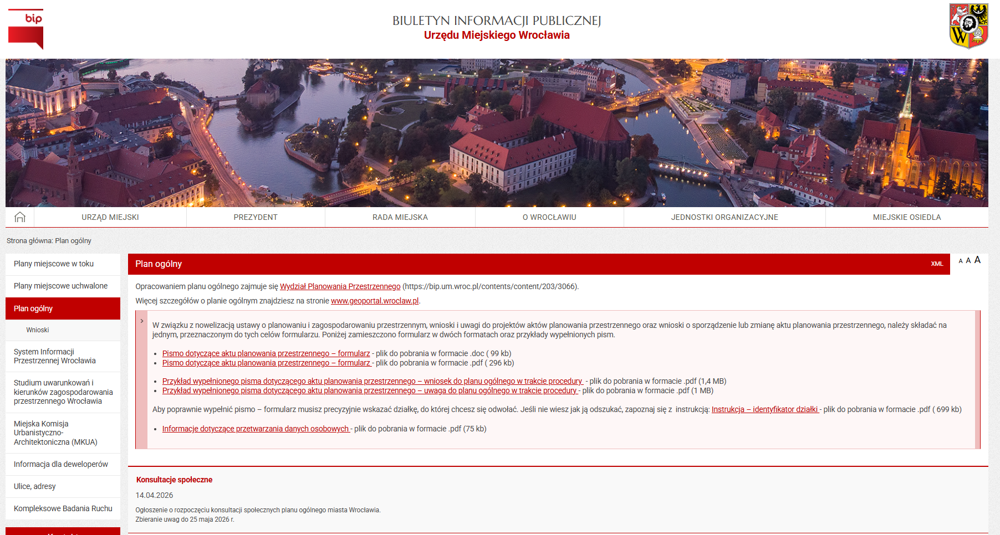 bip
BIULETYN INFORMACJI PUBLICZNEJ
Urzędu Miejskiego Wrocławia
W
URZĄD MIEJSKI
PREZYDENT
RADA MIEJSKA
O WROCŁAWIU
JEDNOSTKI ORGANIZACYJNE
MIEJSKIE OSIEDLA
Strona główna: Plan ogólny
Plany miejscowe w toku
Plany miejscowe uchwalone
Plan ogólny
Wnioski
System Informacji
Przestrzennej Wrocławia
Studium uwarunkowań i
kierunków zagospodarowania
przestrzennego Wrocławia
Miejska Komisja
Urbanistyczno-
Architektoniczna (MKUA)
Informacja dla deweloperów
Ulice, adresy
Kompleksowe Badania Ruchu
Plan ogólny
XML
A A A
Opracowaniem planu ogólnego zajmuje się Wydział Planowania Przestrzennego (https://bip.um.wroc.pl/contents/content/203/3066).
Więcej szczegółów o planie ogólnym znajdziesz na stronie www.geoportal.wroclaw.pl.
W związku z nowelizacją ustawy o planowaniu i zagospodarowaniu przestrzennym, wnioski i uwagi do projektów aktów planowania przestrzennego oraz wnioski o sporządzenie lub zmianę aktu planowania przestrzennego, należy składać na
jednym, przeznaczonym do tych celów formularzu. Poniżej zamieszczono formularz w dwóch formatach oraz przykłady wypełnionych pism.
• Pismo dotyczące aktu planowania przestrzennego – formularz - plik do pobrania w formacie .doc ( 99 kb)
• Pismo dotyczące aktu planowania przestrzennego – formularz - plik do pobrania w formacie .pdf ( 296 kb)
• Przykład wypełnionego pisma dotyczącego aktu planowania przestrzennego – wniosek do planu ogólnego w trakcie procedury - plik do pobrania w formacie .pdf (1,4 MB)
• Przykład wypełnionego pisma dotyczącego aktu planowania przestrzennego – uwaga do planu ogólnego w trakcie procedury - plik do pobrania w formacie .pdf (1 MB)
Aby poprawnie wypełnić pismo – formularz musisz precyzyjnie wskazać działkę, do której chcesz się odwołać. Jeśli nie wiesz jak ją odszukać, zapoznaj się z instrukcją: Instrukcja – identyfikator działki - plik do pobrania w formacie .pdf ( 699 kb)
• Informacje dotyczące przetwarzania danych osobowych - plik do pobrania w formacie .pdf (75 kb)
Konsultacje społeczne
14.04.2026
Ogłoszenie o rozpoczęciu konsultacji społecznych planu ogólnego miasta Wrocławia.
Zbieranie uwag do 25 maja 2026 r.